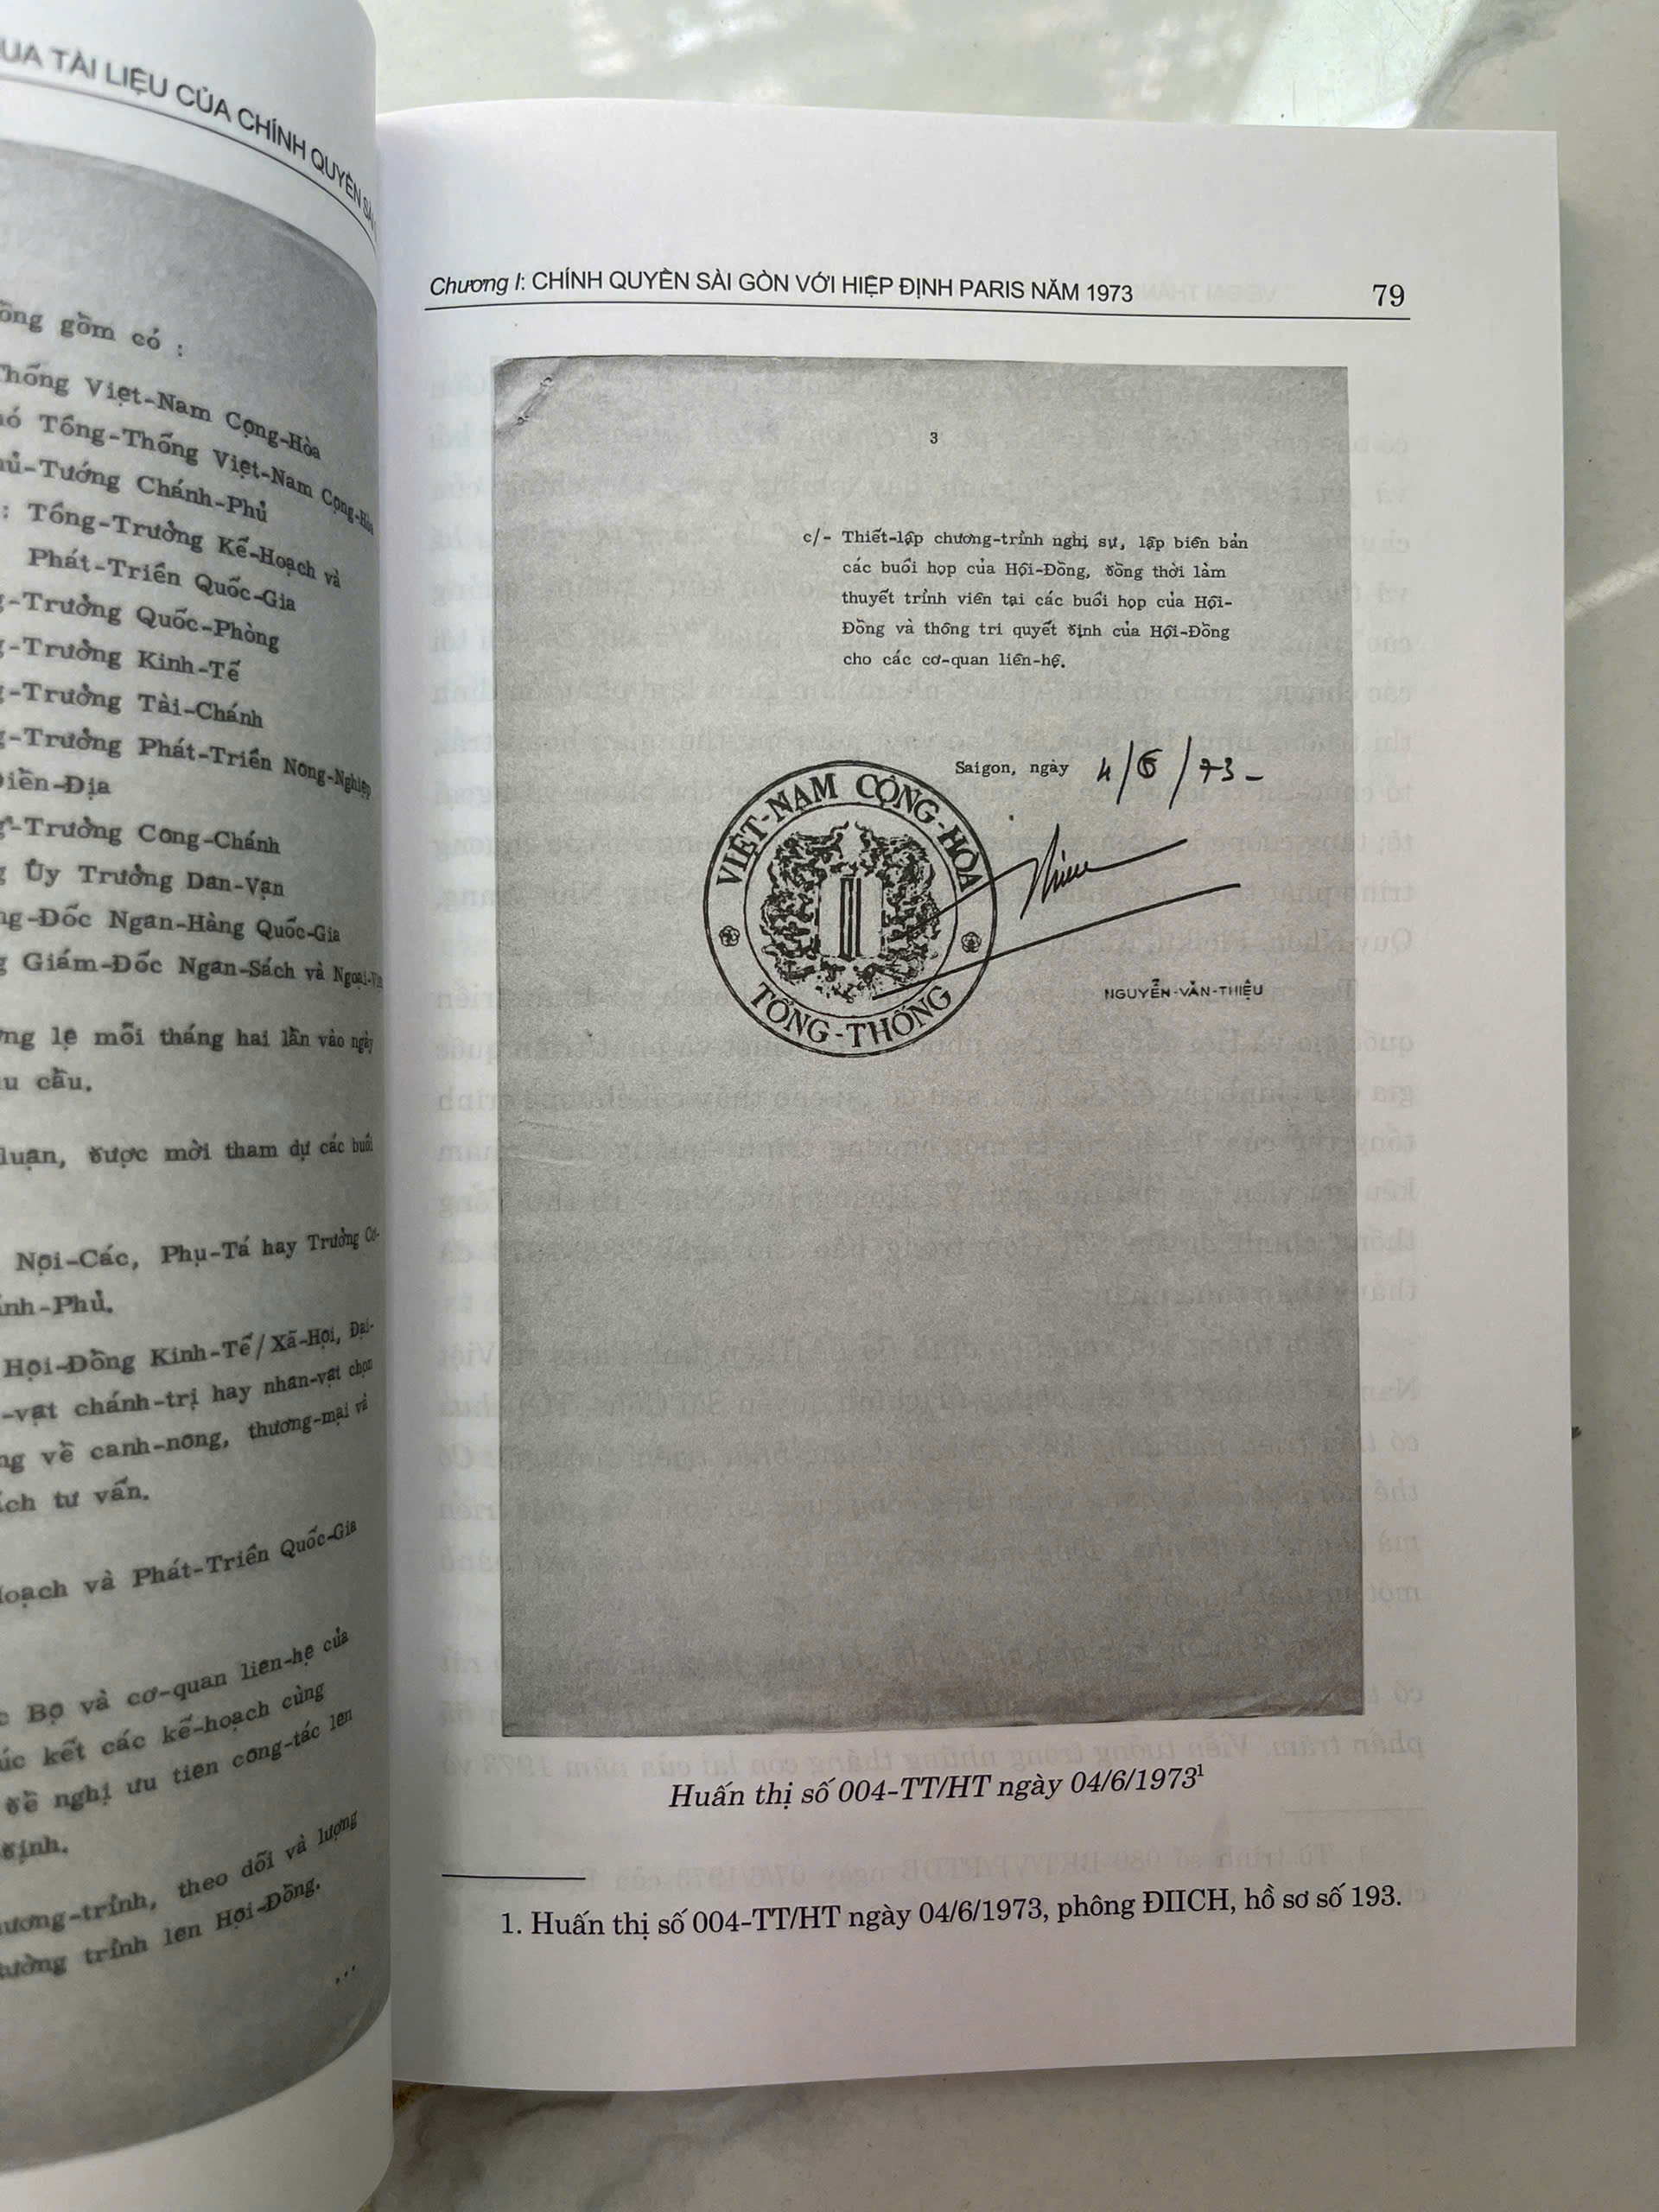 UA TÀI LIỆU CỦA CHÍNH QUYỀN SÀI
gồm có :
Thống Việt-Nam Cọng-Hòa
Tổng-Thống Việt-Nam Cọng-Hòa
ủ-Tướng Chánh-Phủ
: Tổng-Trưởng Kế-Hoạch và
Phát-Triển Quốc-Gia
g-Trưởng Quốc-Phòng
g-Trưởng Kinh-Tế
g-Trưởng Tài-Chánh
g-Trưởng Phát-Triển Nông-Nghiệp
iền-Địa
g-Trưởng Công-Chánh
g Ủy Trưởng Dân-Vận
ng-Đốc Ngân-Hàng Quốc-Gia
g Giám-Đốc Ngân-Sách và Ngoại-Viện
ng lệ mỗi tháng hai lần vào ngày
u cầu.
luận, được mời tham dự các buổi
Nội-Các, Phụ-Tá hay Trưởng Cơ-
nh-Phủ.
Hội-Đồng Kinh-Tế/Xã-Hội, Đại-
-vật chánh-trị hay nhân-vật chọn
ng về canh-nông, thương-mại và
ích tư vấn.
Hoạch và Phát-Triển Quốc-Gia
c Bộ và cơ-quan liên-hệ của
úc kết các kế-hoạch cùng
đề nghị ưu tiên công-tác lên
định.
ương-trình, theo dõi và lượng
tường trình lên Hội-Đồng.
...
Chương I: CHÍNH QUYỀN SÀI GÒN VỚI HIỆP ĐỊNH PARIS NĂM 1973 79
3
c/- Thiết-lập chương-trình nghị sự, lập biên bản
các buổi họp của Hội-Đồng, đồng thời làm
thuyết trình viên tại các buổi họp của Hội-
Đồng và thông tri quyết định của Hội-Đồng
cho các cơ-quan liên-hệ.
Saigon, ngày 4/6/73-
VIỆT-NAM CỘNG-HÒA
TỔNG-THỐNG
Thieu
NGUYỄN-VĂN-THIỆU
Huấn thị số 004-TT/HT ngày 04/6/1973¹
1. Huấn thị số 004-TT/HT ngày 04/6/1973, phông ĐIICH, hồ sơ số 193.